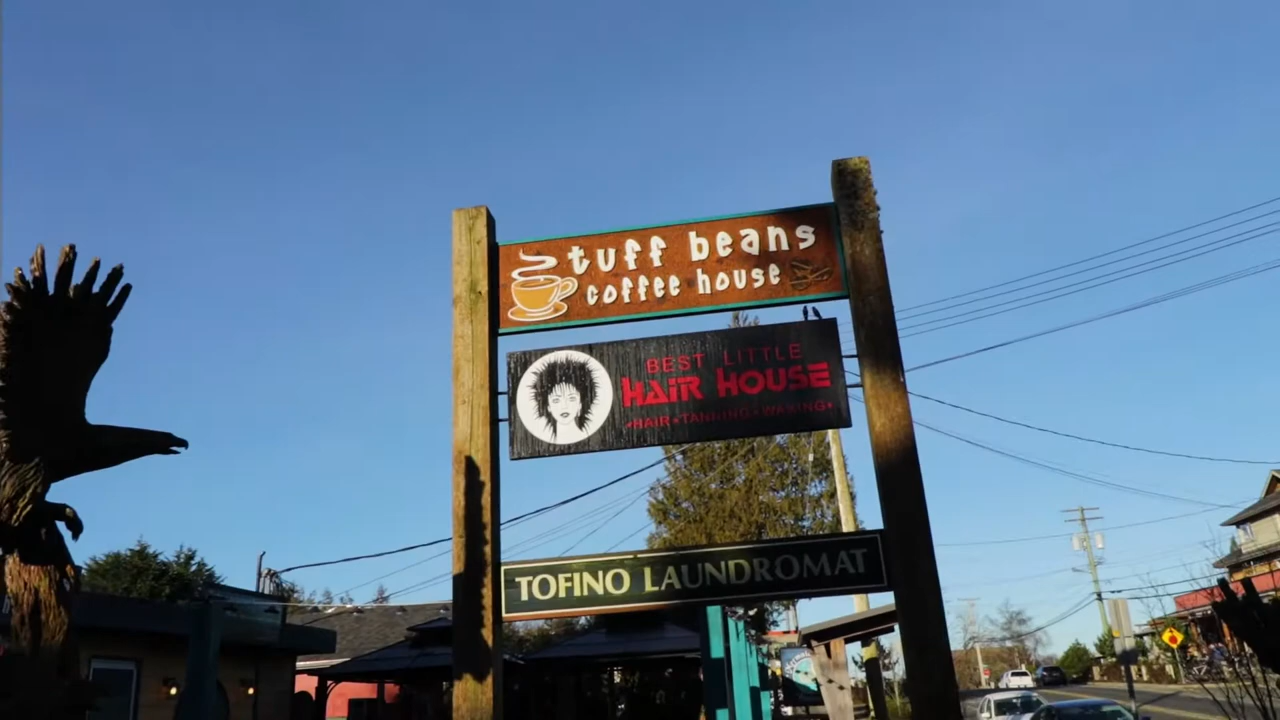 tuff beans
coffee house
BEST LITTLE
HAIR HOUSE
•HAIR•TANNING•WAXING•
TOFINO LAUNDROMAT